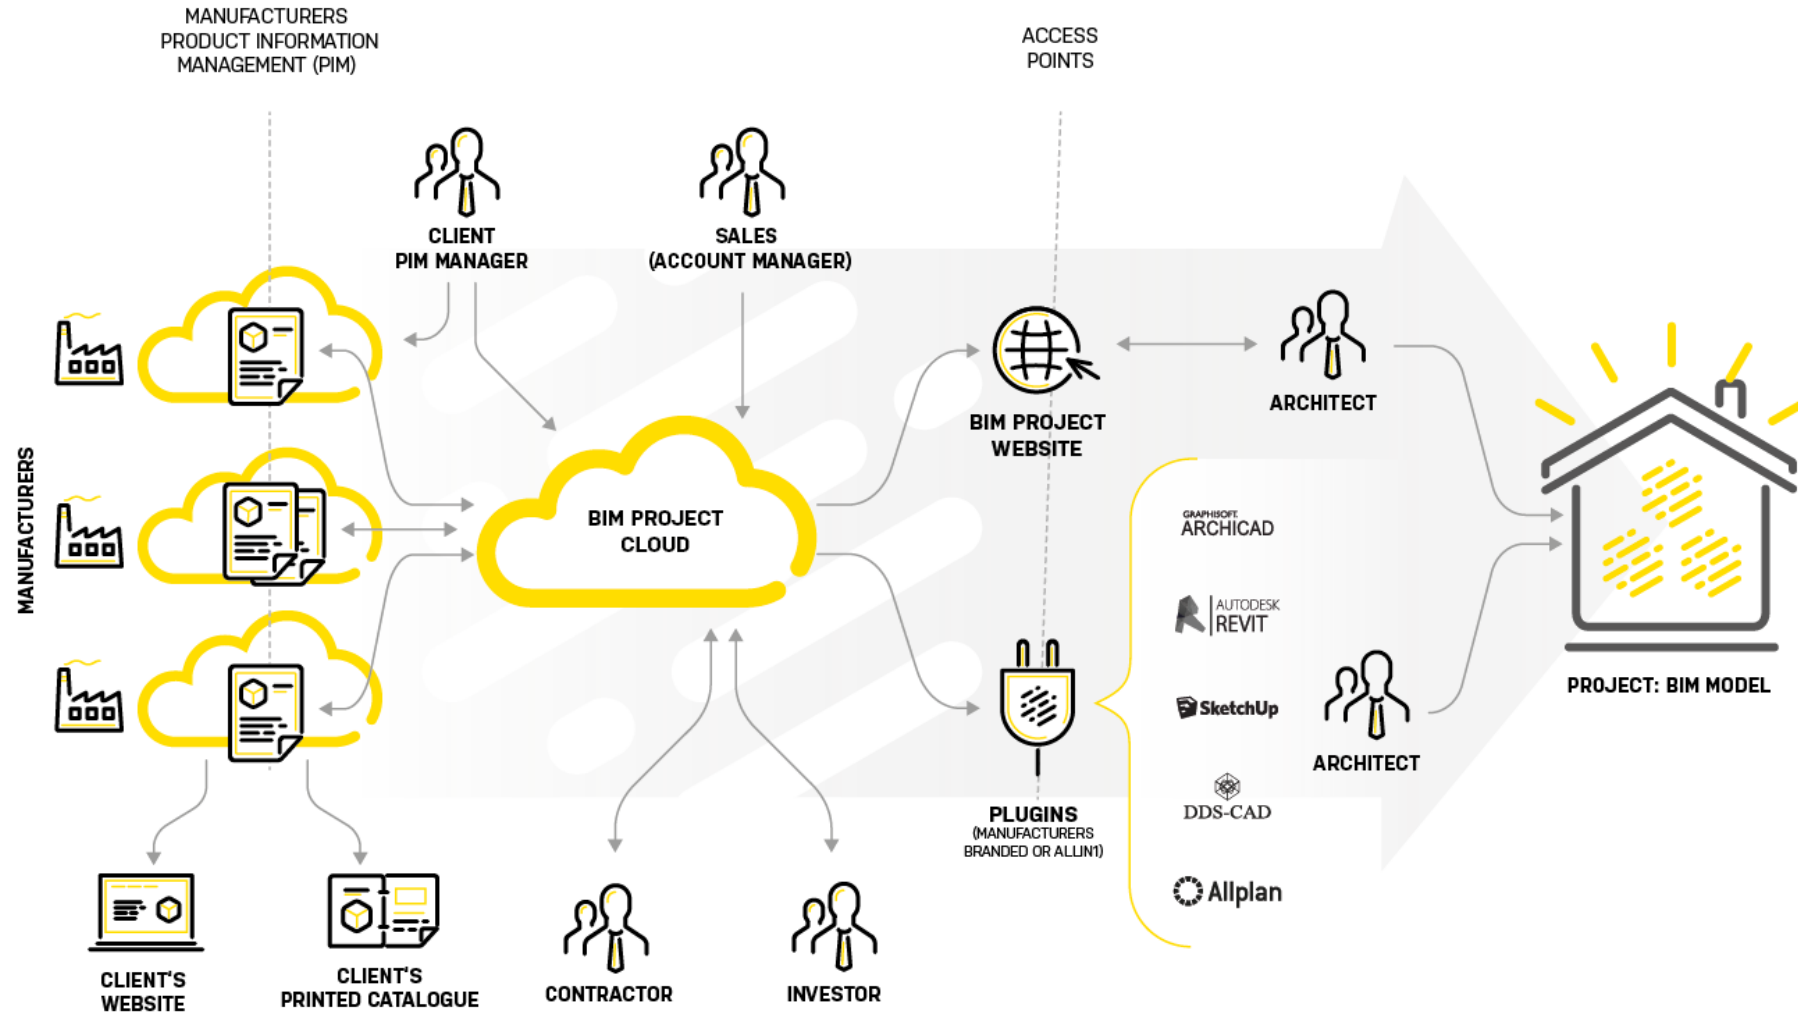 MANUFACTURERS
PRODUCT INFORMATION
MANAGEMENT (PIM)
ACCESS
POINTS
CLIENT
PIM MANAGER
SALES
(ACCOUNT MANAGER)
MANUFACTURERS
BIM PROJECT
CLOUD
BIM PROJECT
WEBSITE
ARCHITECT
GRAPHISOFT.
ARCHICAD
AUTODESK
REVIT
SketchUp
DDS-CAD
Allplan
ARCHITECT
PROJECT: BIM MODEL
PLUGINS
(MANUFACTURERS
BRANDED OR ALLIN1)
CLIENT'S
WEBSITE
CLIENT'S
PRINTED CATALOGUE
CONTRACTOR
INVESTOR